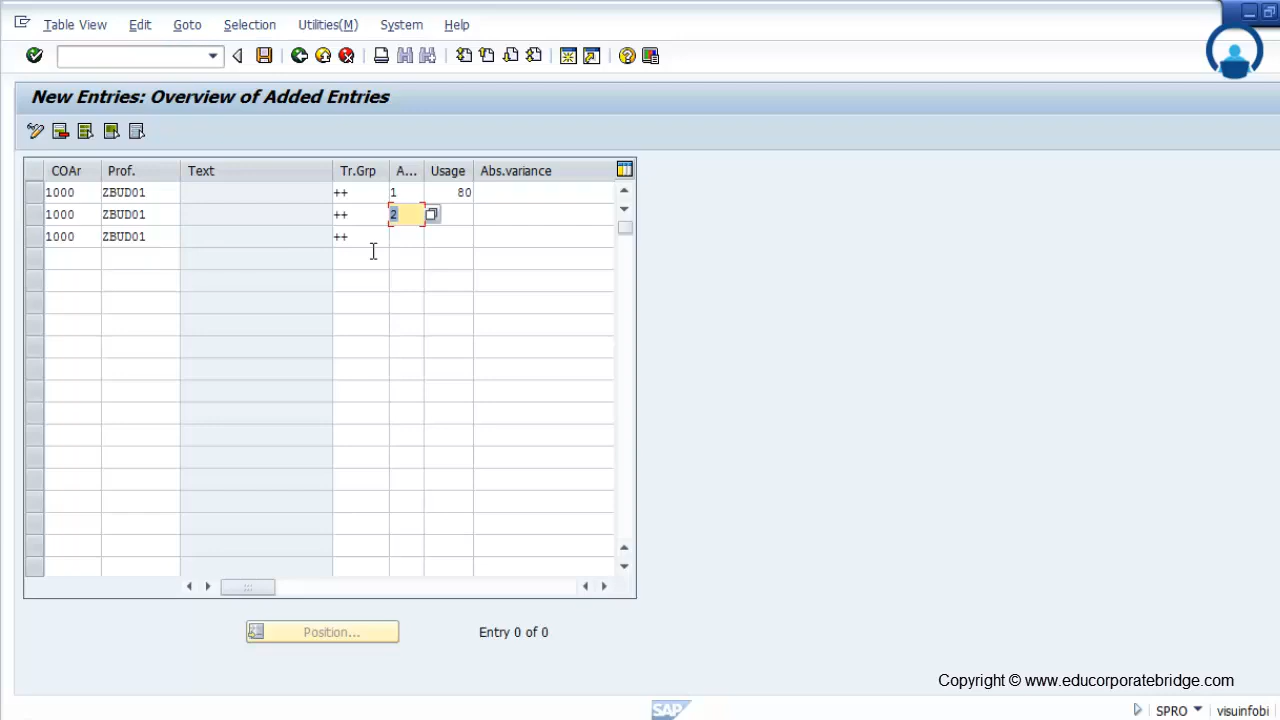 Table View Edit Goto Selection Utilities(M) System Help
New Entries: Overview of Added Entries
COAr Prof. Text Tr.Grp A... Usage Abs.variance
1000 ZBUD01 ++ 1 80
1000 ZBUD01 ++ 2
1000 ZBUD01 ++
Position... Entry 0 of 0
Copyright © www.educorporatebridge.com
SAP SPRO visuinfobi